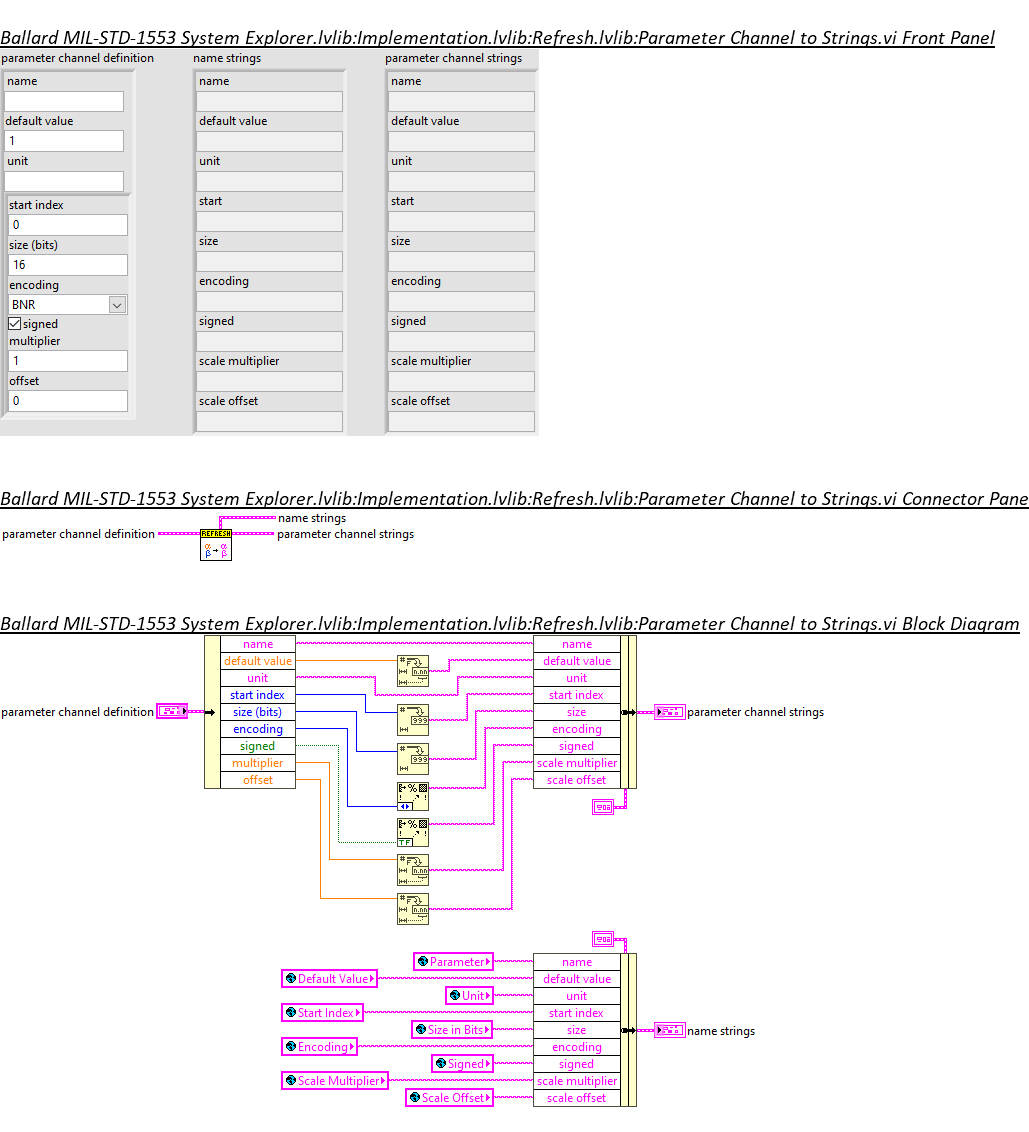 Ballard MIL-STD-1553 System Explorer.lvlib:Implementation.lvlib:Refresh.lvlib:Parameter Channel to Strings.vi Front Panel
parameter channel definition
name
default value
1
unit
start index
0
size (bits)
16
encoding
BNR
signed
multiplier
1
offset
0
name strings
name
default value
unit
start
size
encoding
signed
scale multiplier
scale offset
parameter channel strings
name
default value
unit
start
size
encoding
signed
scale multiplier
scale offset
Ballard MIL-STD-1553 System Explorer.lvlib:Implementation.lvlib:Refresh.lvlib:Parameter Channel to Strings.vi Connector Pane
name strings
parameter channel definition
REFRESH
parameter channel strings
α β → α β
Ballard MIL-STD-1553 System Explorer.lvlib:Implementation.lvlib:Refresh.lvlib:Parameter Channel to Strings.vi Block Diagram
parameter channel definition
name
default value
unit
start index
size (bits)
encoding
signed
multiplier
offset
name
default value
unit
start index
size
encoding
signed
scale multiplier
scale offset
parameter channel strings
Parameter
Default Value
Unit
Start Index
Size in Bits
Encoding
Signed
Scale Multiplier
Scale Offset
name
default value
unit
start index
size
encoding
signed
scale multiplier
scale offset
name strings